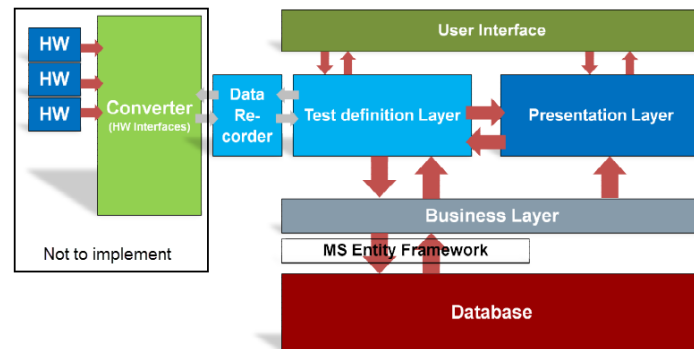 User Interface
HW
HW
HW
Converter
(HW Interfaces)
Data
Re-
corder
Test definition Layer
Presentation Layer
Business Layer
Not to implement
MS Entity Framework
Database